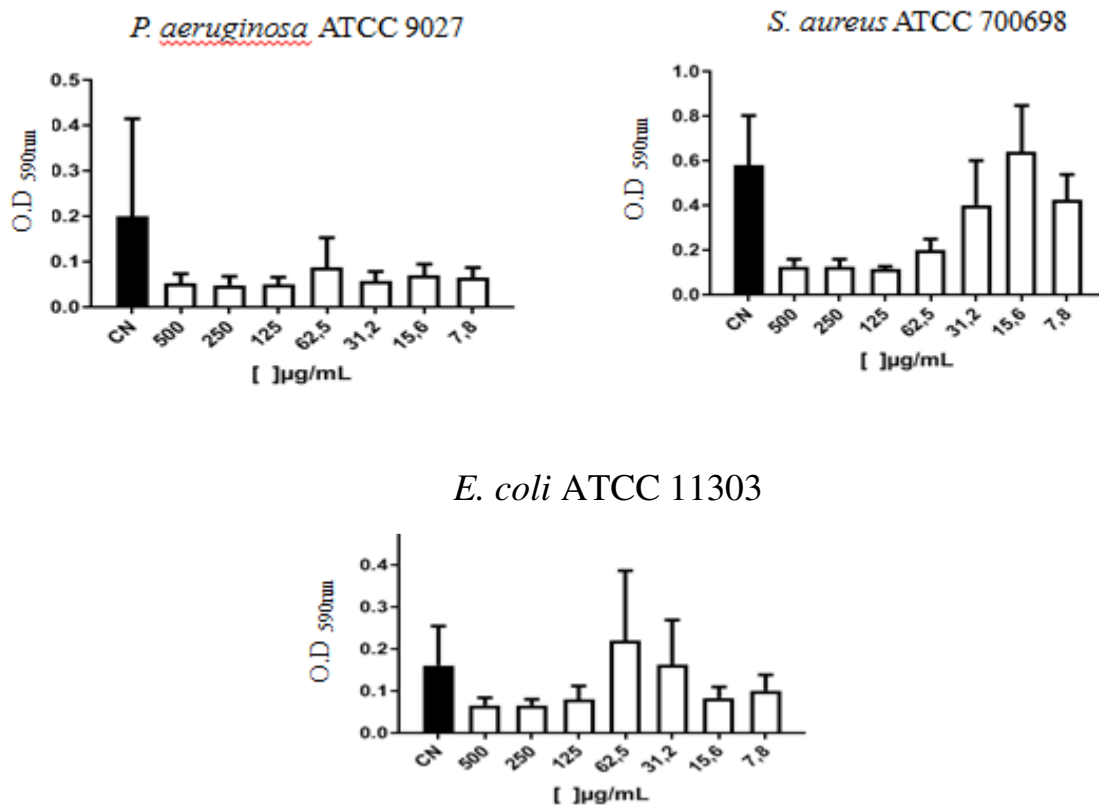 P. aeruginosa ATCC 9027
0.5
0.4
0.3
0.2
0.1
0.0
O.D 590nm
CN 500 250 125 62,5 31,2 15,6 7,8
[ ]µg/mL
S. aureus ATCC 700698
1.0
0.8
0.6
0.4
0.2
0.0
O.D 590nm
CN 500 250 125 62,5 31,2 15,6 7,8
[ ]µg/mL
E. coli ATCC 11303
0.4
0.3
0.2
0.1
0.0
O.D 590nm
CN 500 250 125 62,5 31,2 15,6 7,8
[ ]µg/mL